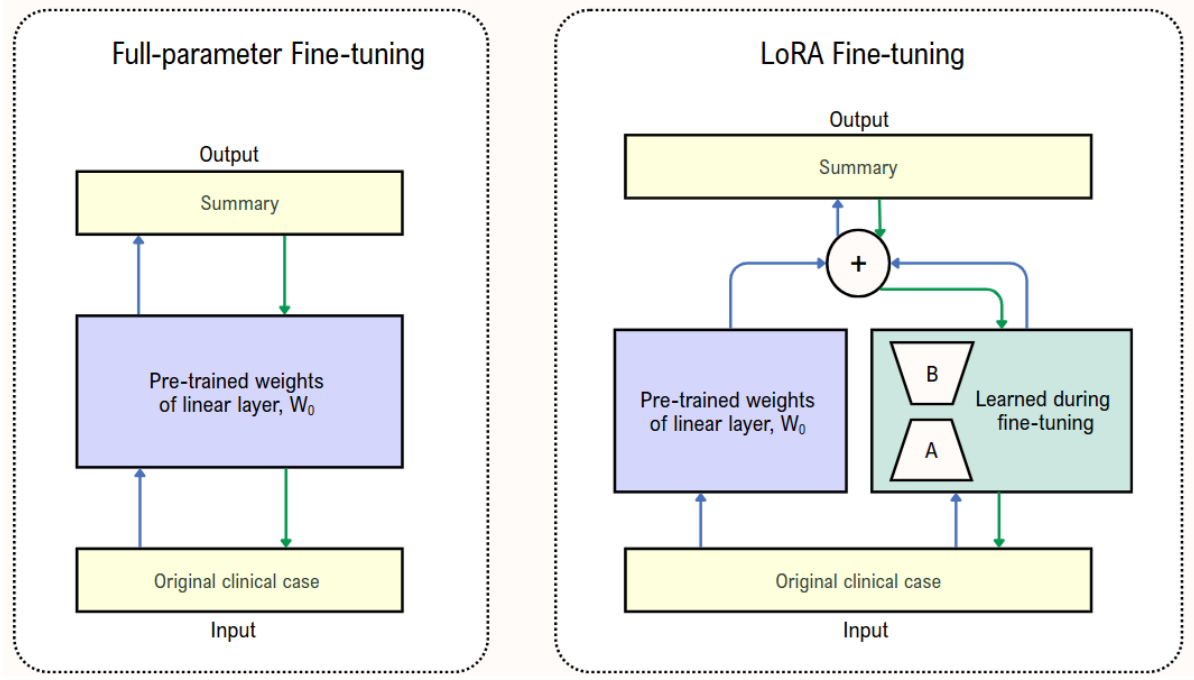 Full-parameter Fine-tuning
Output
Summary
Pre-trained weights
of linear layer, W₀
Original clinical case
Input
LoRA Fine-tuning
Output
Summary
+
Pre-trained weights
of linear layer, W₀
B
A
Learned during
fine-tuning
Original clinical case
Input